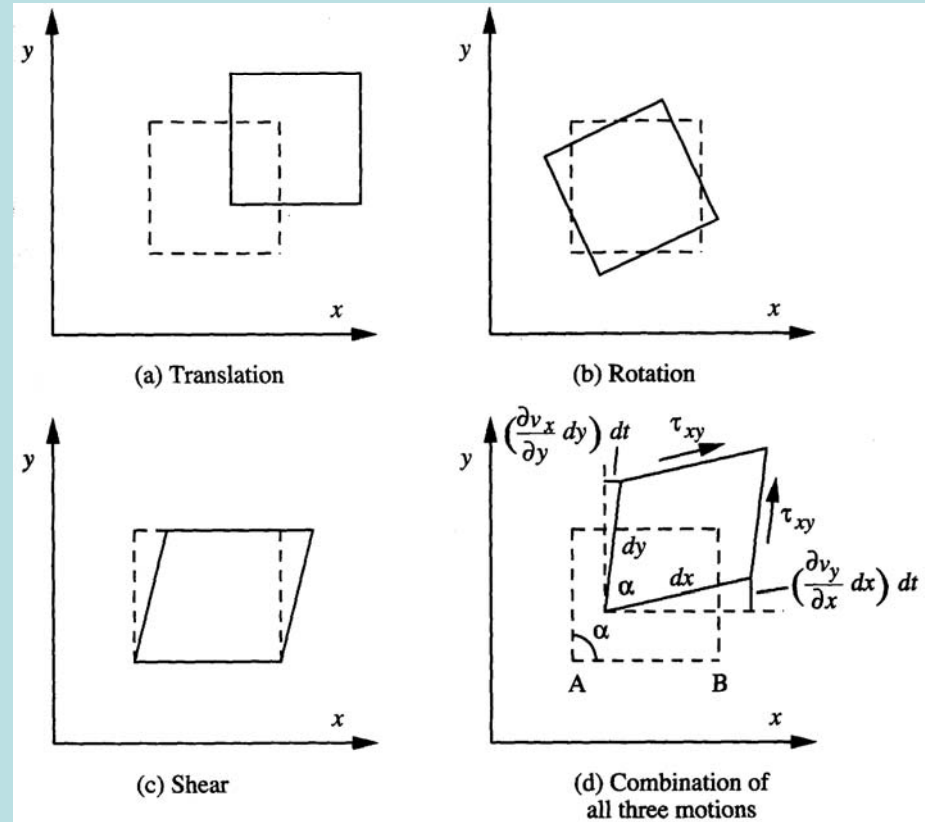 y
x
(a) Translation
y
x
(b) Rotation
y
x
(c) Shear
(∂v_x/∂y dy) dt
τ_xy
y
τ_xy
dy
α
dx
(∂v_y/∂x dx) dt
α
A B
x
(d) Combination of
all three motions